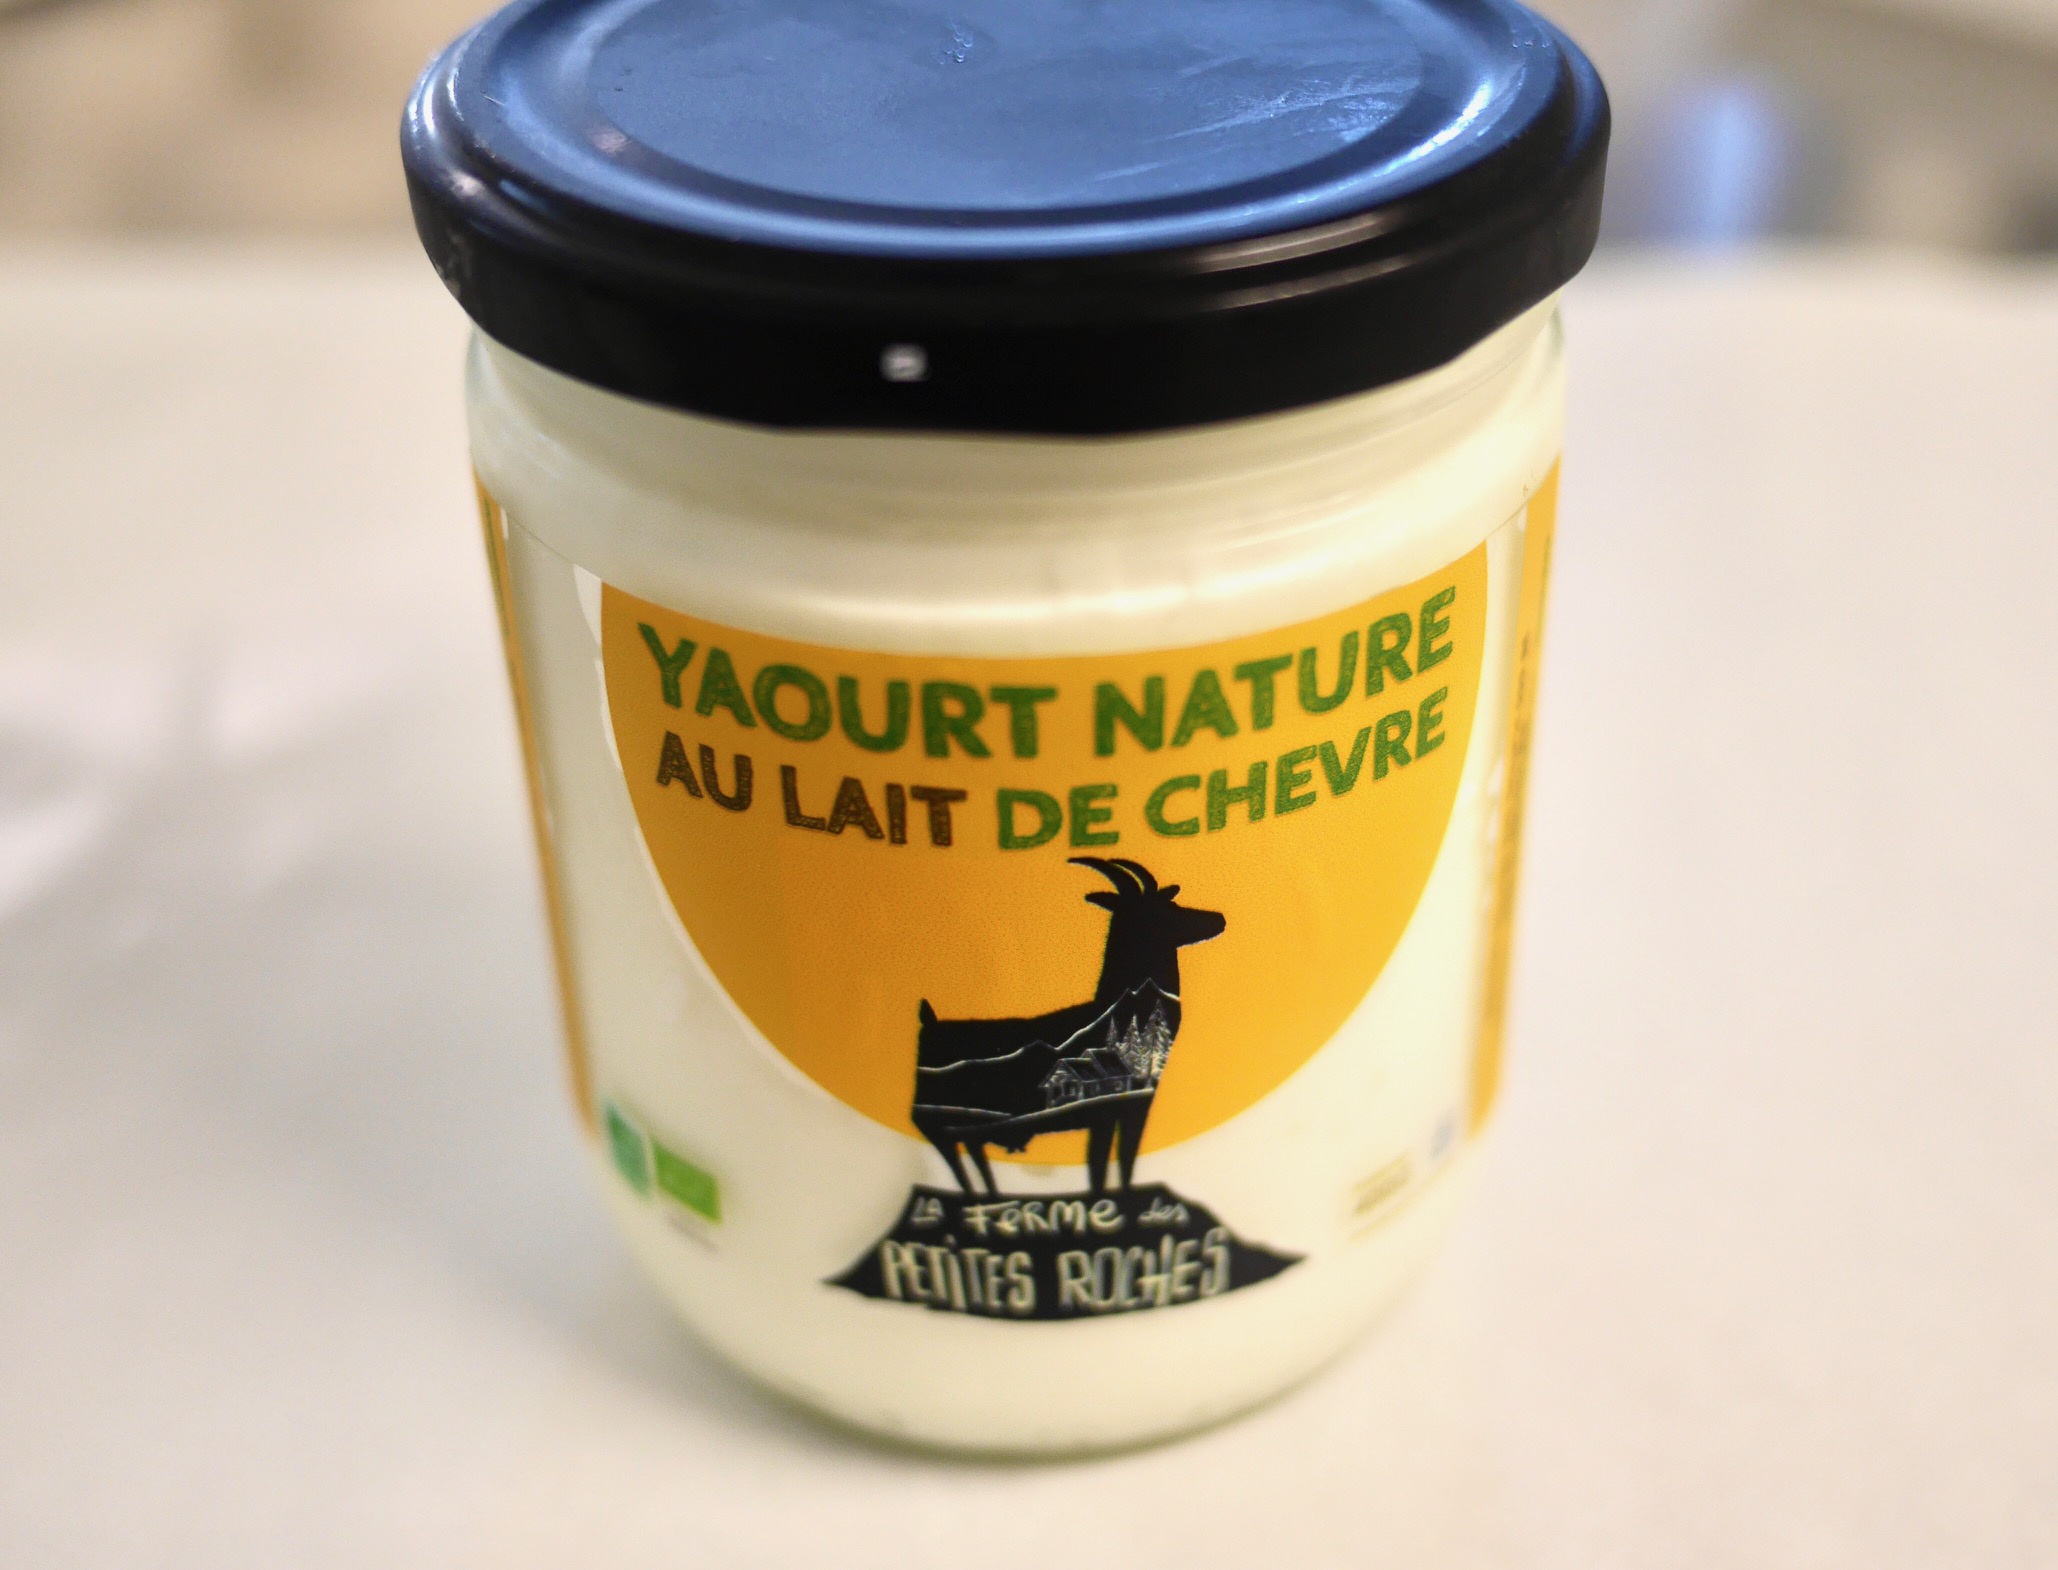 YAOURT NATURE
AU LAIT DE CHEVRE
LA FERME des
PETITES ROCHES